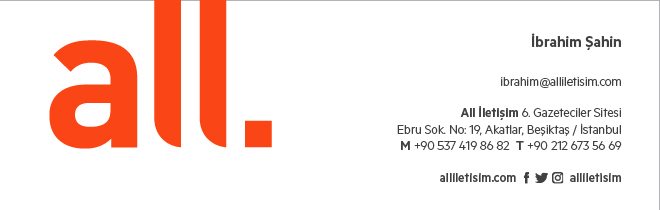 all.
İbrahim Şahin
ibrahim@alliletisim.com
All İletişim 6. Gazeteciler Sitesi
Ebru Sok. No: 19, Akatlar, Beşiktaş / İstanbul
M +90 537 419 86 82 T +90 212 673 56 69
alliletisim.com alliletisim